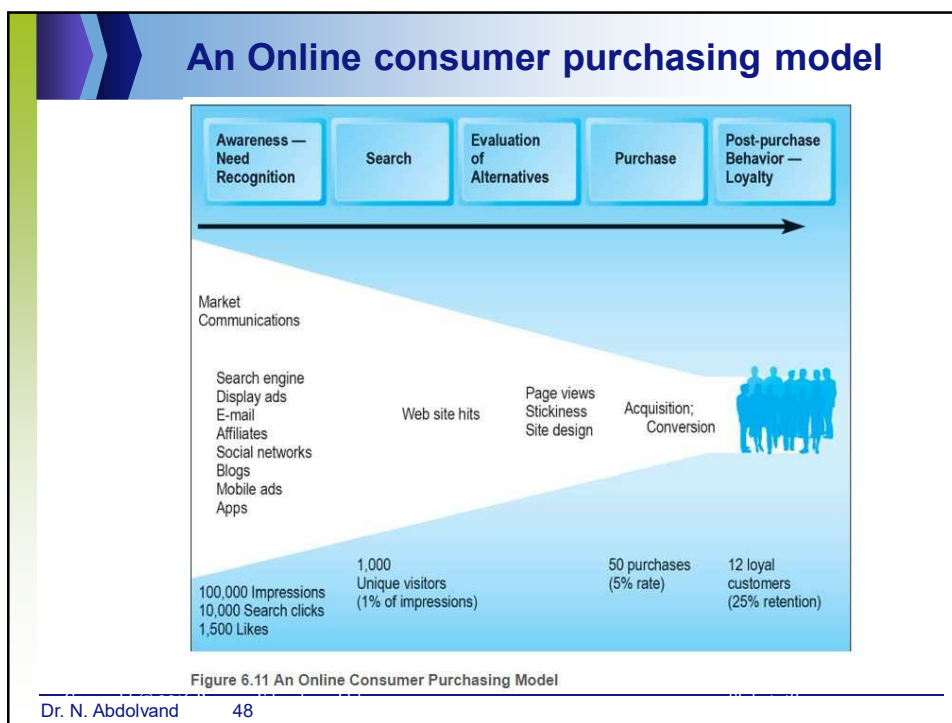 An Online consumer purchasing model
Awareness —
Need
Recognition
Search
Evaluation
of
Alternatives
Purchase
Post-purchase
Behavior —
Loyalty
Market
Communications
Search engine
Display ads
E-mail
Affiliates
Social networks
Blogs
Mobile ads
Apps
Web site hits
Page views
Stickiness
Site design
Acquisition;
Conversion
100,000 Impressions
10,000 Search clicks
1,500 Likes
1,000
Unique visitors
(1% of impressions)
50 purchases
(5% rate)
12 loyal
customers
(25% retention)
Figure 6.11 An Online Consumer Purchasing Model
Dr. N. Abdolvand 48